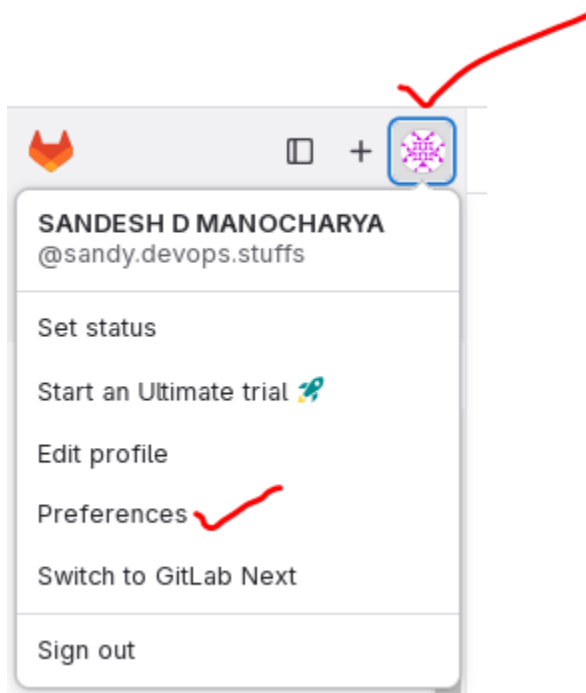 SANDESH D MANOCHARYA
@sandy.devops.stuffs
Set status
Start an Ultimate trial 🚀
Edit profile
Preferences
Switch to GitLab Next
Sign out